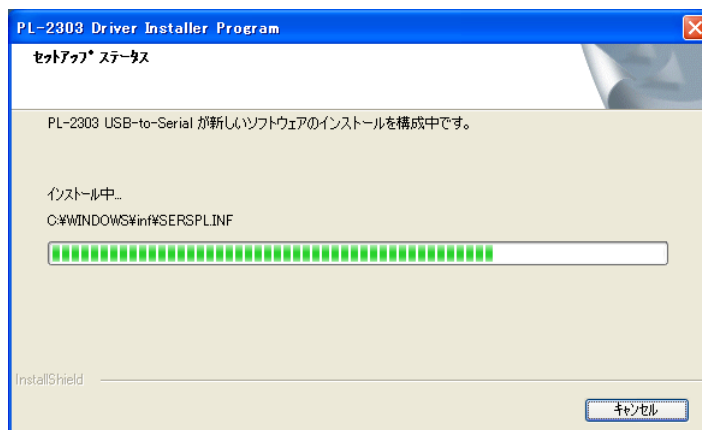 PL-2303 Driver Installer Program
セットアップ ステータス
PL-2303 USB-to-Serial が新しいソフトウェアのインストールを構成中です。
インストール中...
C:¥WINDOWS¥inf¥SERSPL.INF
InstallShield
キャンセル